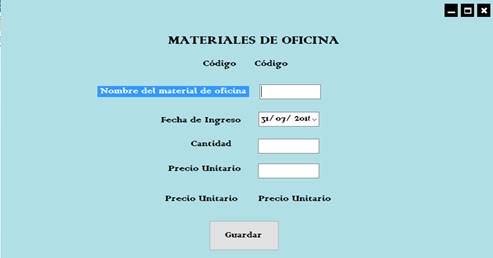 MATERIALES DE OFICINA
Código Código
Nombre del material de oficina
Fecha de Ingreso 31/07/ 201
Cantidad
Precio Unitario
Precio Unitario Precio Unitario
Guardar